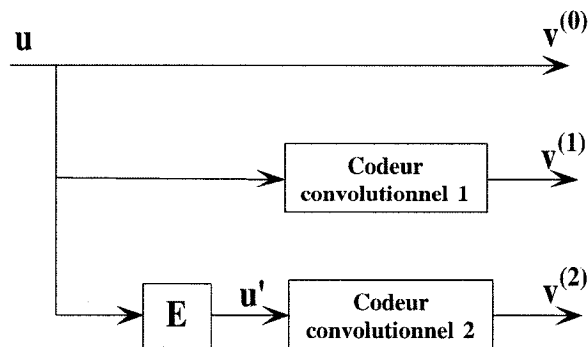 u
v(0)
Codeur
convolutionnel 1
v(1)
E
u'
Codeur
convolutionnel 2
v(2)